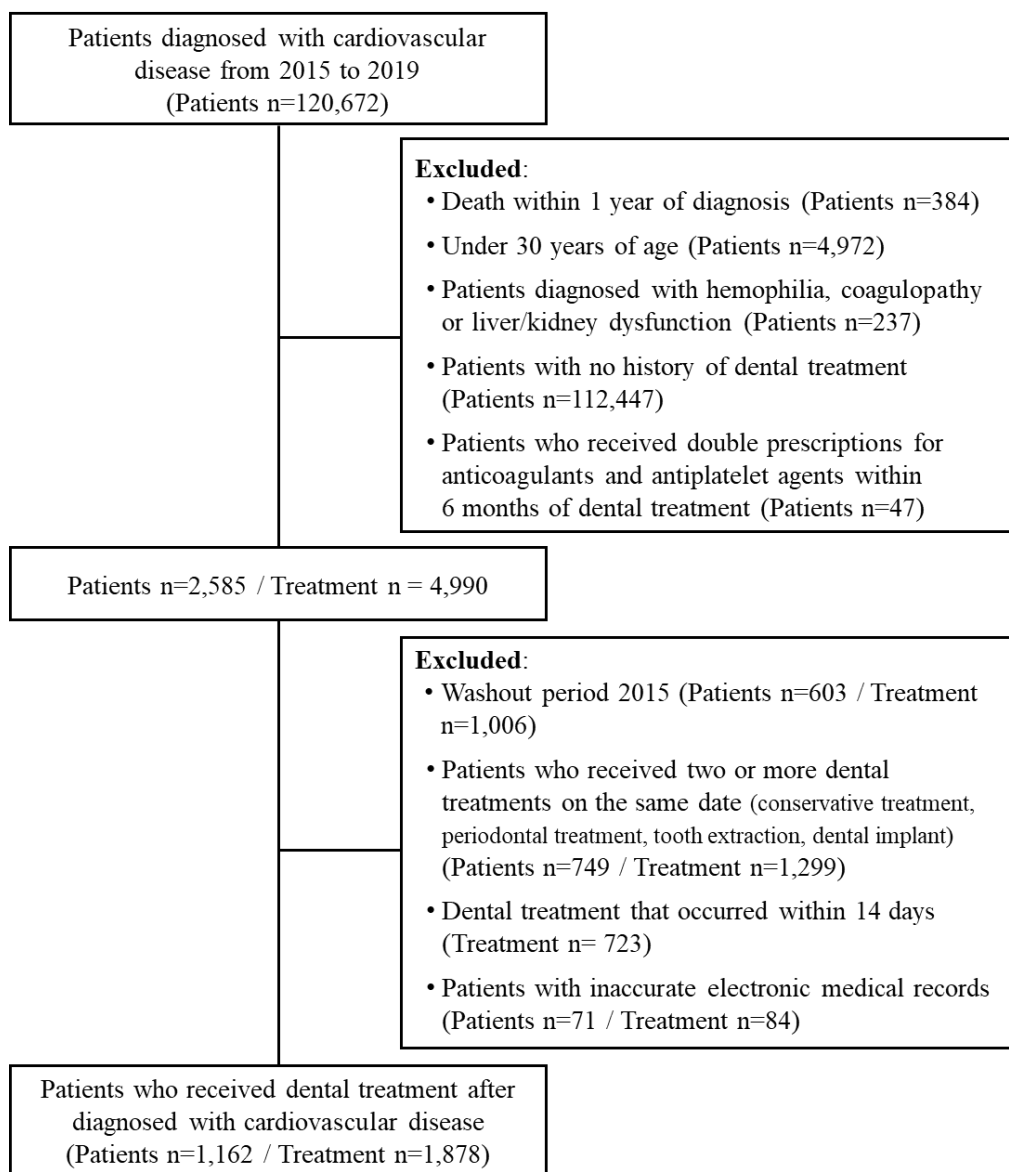 Patients diagnosed with cardiovascular
disease from 2015 to 2019
(Patients n=120,672)
Excluded:
• Death within 1 year of diagnosis (Patients n=384)
• Under 30 years of age (Patients n=4,972)
• Patients diagnosed with hemophilia, coagulopathy
or liver/kidney dysfunction (Patients n=237)
• Patients with no history of dental treatment
(Patients n=112,447)
• Patients who received double prescriptions for
anticoagulants and antiplatelet agents within
6 months of dental treatment (Patients n=47)
Patients n=2,585 / Treatment n = 4,990
Excluded:
• Washout period 2015 (Patients n=603 / Treatment
n=1,006)
• Patients who received two or more dental
treatments on the same date (conservative treatment,
periodontal treatment, tooth extraction, dental implant)
(Patients n=749 / Treatment n=1,299)
• Dental treatment that occurred within 14 days
(Treatment n= 723)
• Patients with inaccurate electronic medical records
(Patients n=71 / Treatment n=84)
Patients who received dental treatment after
diagnosed with cardiovascular disease
(Patients n=1,162 / Treatment n=1,878)